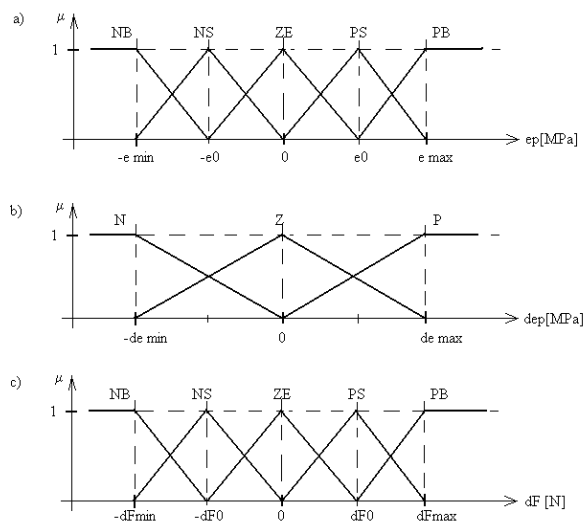 a)
μ
NB NS ZE PS PB
1
-e min -e0 0 e0 e max ep[MPa]
b)
μ
N Z P
1
-de min 0 de max dep[MPa]
c)
μ
NB NS ZE PS PB
1
-dFmin -dF0 0 dF0 dFmax dF [N]